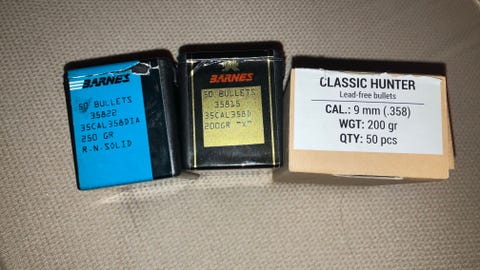 BARNES
50 BULLETS
35822
35CAL358DIA
250 GR
R.N.SOLID
BARNES
50 BULLETS
35815
35CAL358D
200GR "X"
CLASSIC HUNTER
Lead-free bullets
CAL.: 9 mm (.358)
WGT: 200 gr
QTY: 50 pcs